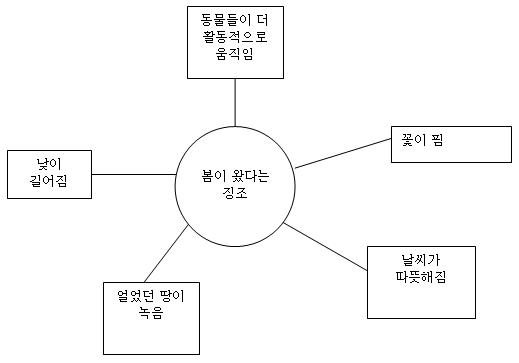 동물들이 더
활동적으로
움직임
꽃이 핌
낮이
길어짐
봄이 왔다는
징조
날씨가
따뜻해짐
얼었던 땅이
녹음